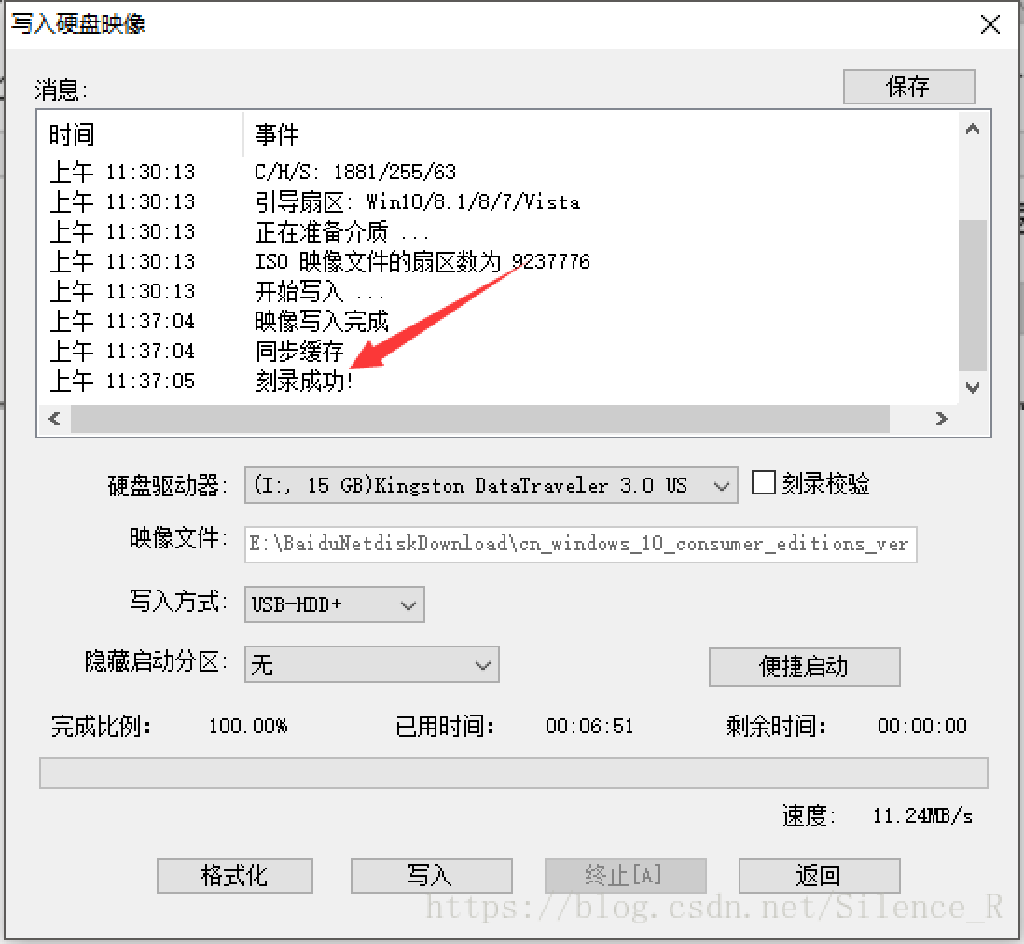 写入硬盘映像
消息: 保存
时间 事件
上午 11:30:13 C/H/S: 1881/255/63
上午 11:30:13 引导扇区: Win10/8.1/8/7/Vista
上午 11:30:13 正在准备介质 ...
上午 11:30:13 ISO 映像文件的扇区数为 9237776
上午 11:30:13 开始写入 ...
上午 11:37:04 映像写入完成
上午 11:37:04 同步缓存
上午 11:37:05 刻录成功!
硬盘驱动器: (I:, 15 GB)Kingston DataTraveler 3.0 US 刻录校验
映像文件: E:\BaiduNetdiskDownload\cn_windows_10_consumer_editions_ver
写入方式: USB-HDD+
隐藏启动分区: 无 便捷启动
完成比例: 100.00% 已用时间: 00:06:51 剩余时间: 00:00:00
速度: 11.24MB/s
格式化 写入 终止[A] 返回
https://blog.csdn.net/Silence_R